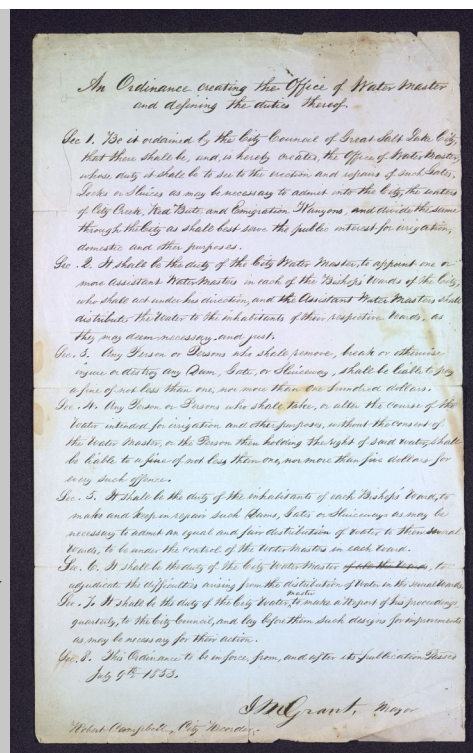 An Ordinance creating the Office of Water Master
and defining the duties thereof.
Sec 1. Be it ordained by the City Council of Great Salt Lake City,
that there shall be, and, is hereby created, the Office of Water Master,
whose duty it shall be to see to the erection and repairs of such Gates,
Locks or Sluices as may be necessary to admit into the City, the waters
of City Creek, Red Bute, and Emigration Kanyons, and divide the same
through the City as shall best serve the public interest for irrigation,
domestic and other purposes.
Sec. 2. It shall be the duty of the City Water Master, to appoint one or
more assistant Water Masters in each of the Bishops' Wards of the City,
who shall act under his direction, and the Assistant Water Masters shall
distribute the Water to the inhabitants of their respective Wards, as
they may deem necessary and just.
Sec. 3. Any Person or Persons who shall remove, break or otherwise
injure or destroy any Dam, Gate, or Sluiceway, shall be liable to pay
a fine of not less than one, nor more than one hundred dollars.
Sec. 4. Any Person or Persons who shall take, or alter the course of the
Water intended for irrigation and other purposes, without the consent of
the Water Master, or the Person then holding the right of said water, shall
be liable to a fine of not less than one, nor more than five dollars for
every such offence.
Sec. 5. It shall be the duty of the inhabitants of each Bishops' Ward, to
make and keep in repair such Dams, Gates or Sluiceways as may be
necessary to admit an equal and fair distribution of water to their several
Wards, to be under the control of the Water Masters in each Ward.
Sec. 6. It shall be the duty of the City Water Master to
adjudicate the difficulties arising from the distribution of Water in the several Wards
Sec. 7. It shall be the duty of the City Water master, to make a Report of his proceedings
quarterly, to the City Council, and lay before them such designs for improvements
as may be necessary for their action.
Sec. 8. This Ordinance to be in force, from, and after its publication Passed
July 9th 1853.
J M Grant, Mayor
Robert Campbell, City Recorder.